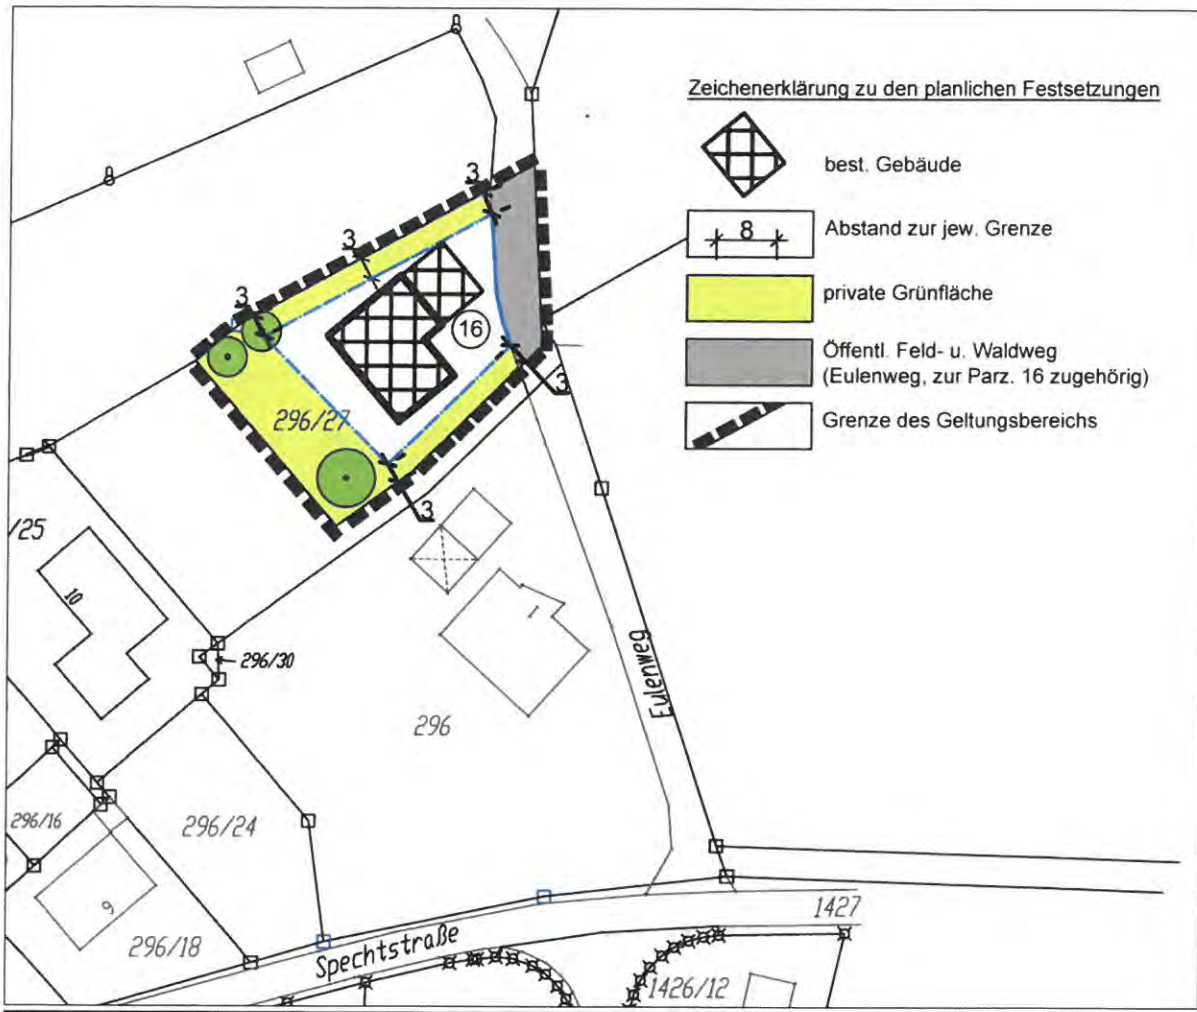 Zeichenerklärung zu den planlichen Festsetzungen
best. Gebäude
8
Abstand zur jew. Grenze
private Grünfläche
Öffentl. Feld- u. Waldweg
(Eulenweg, zur Parz. 16 zugehörig)
Grenze des Geltungsbereichs
3
3
3
16
3
296/27
3
/25
10
1
296/30
Eulenweg
296
296/16
296/24
9
296/18
Spechtstraße
1427
1426/12